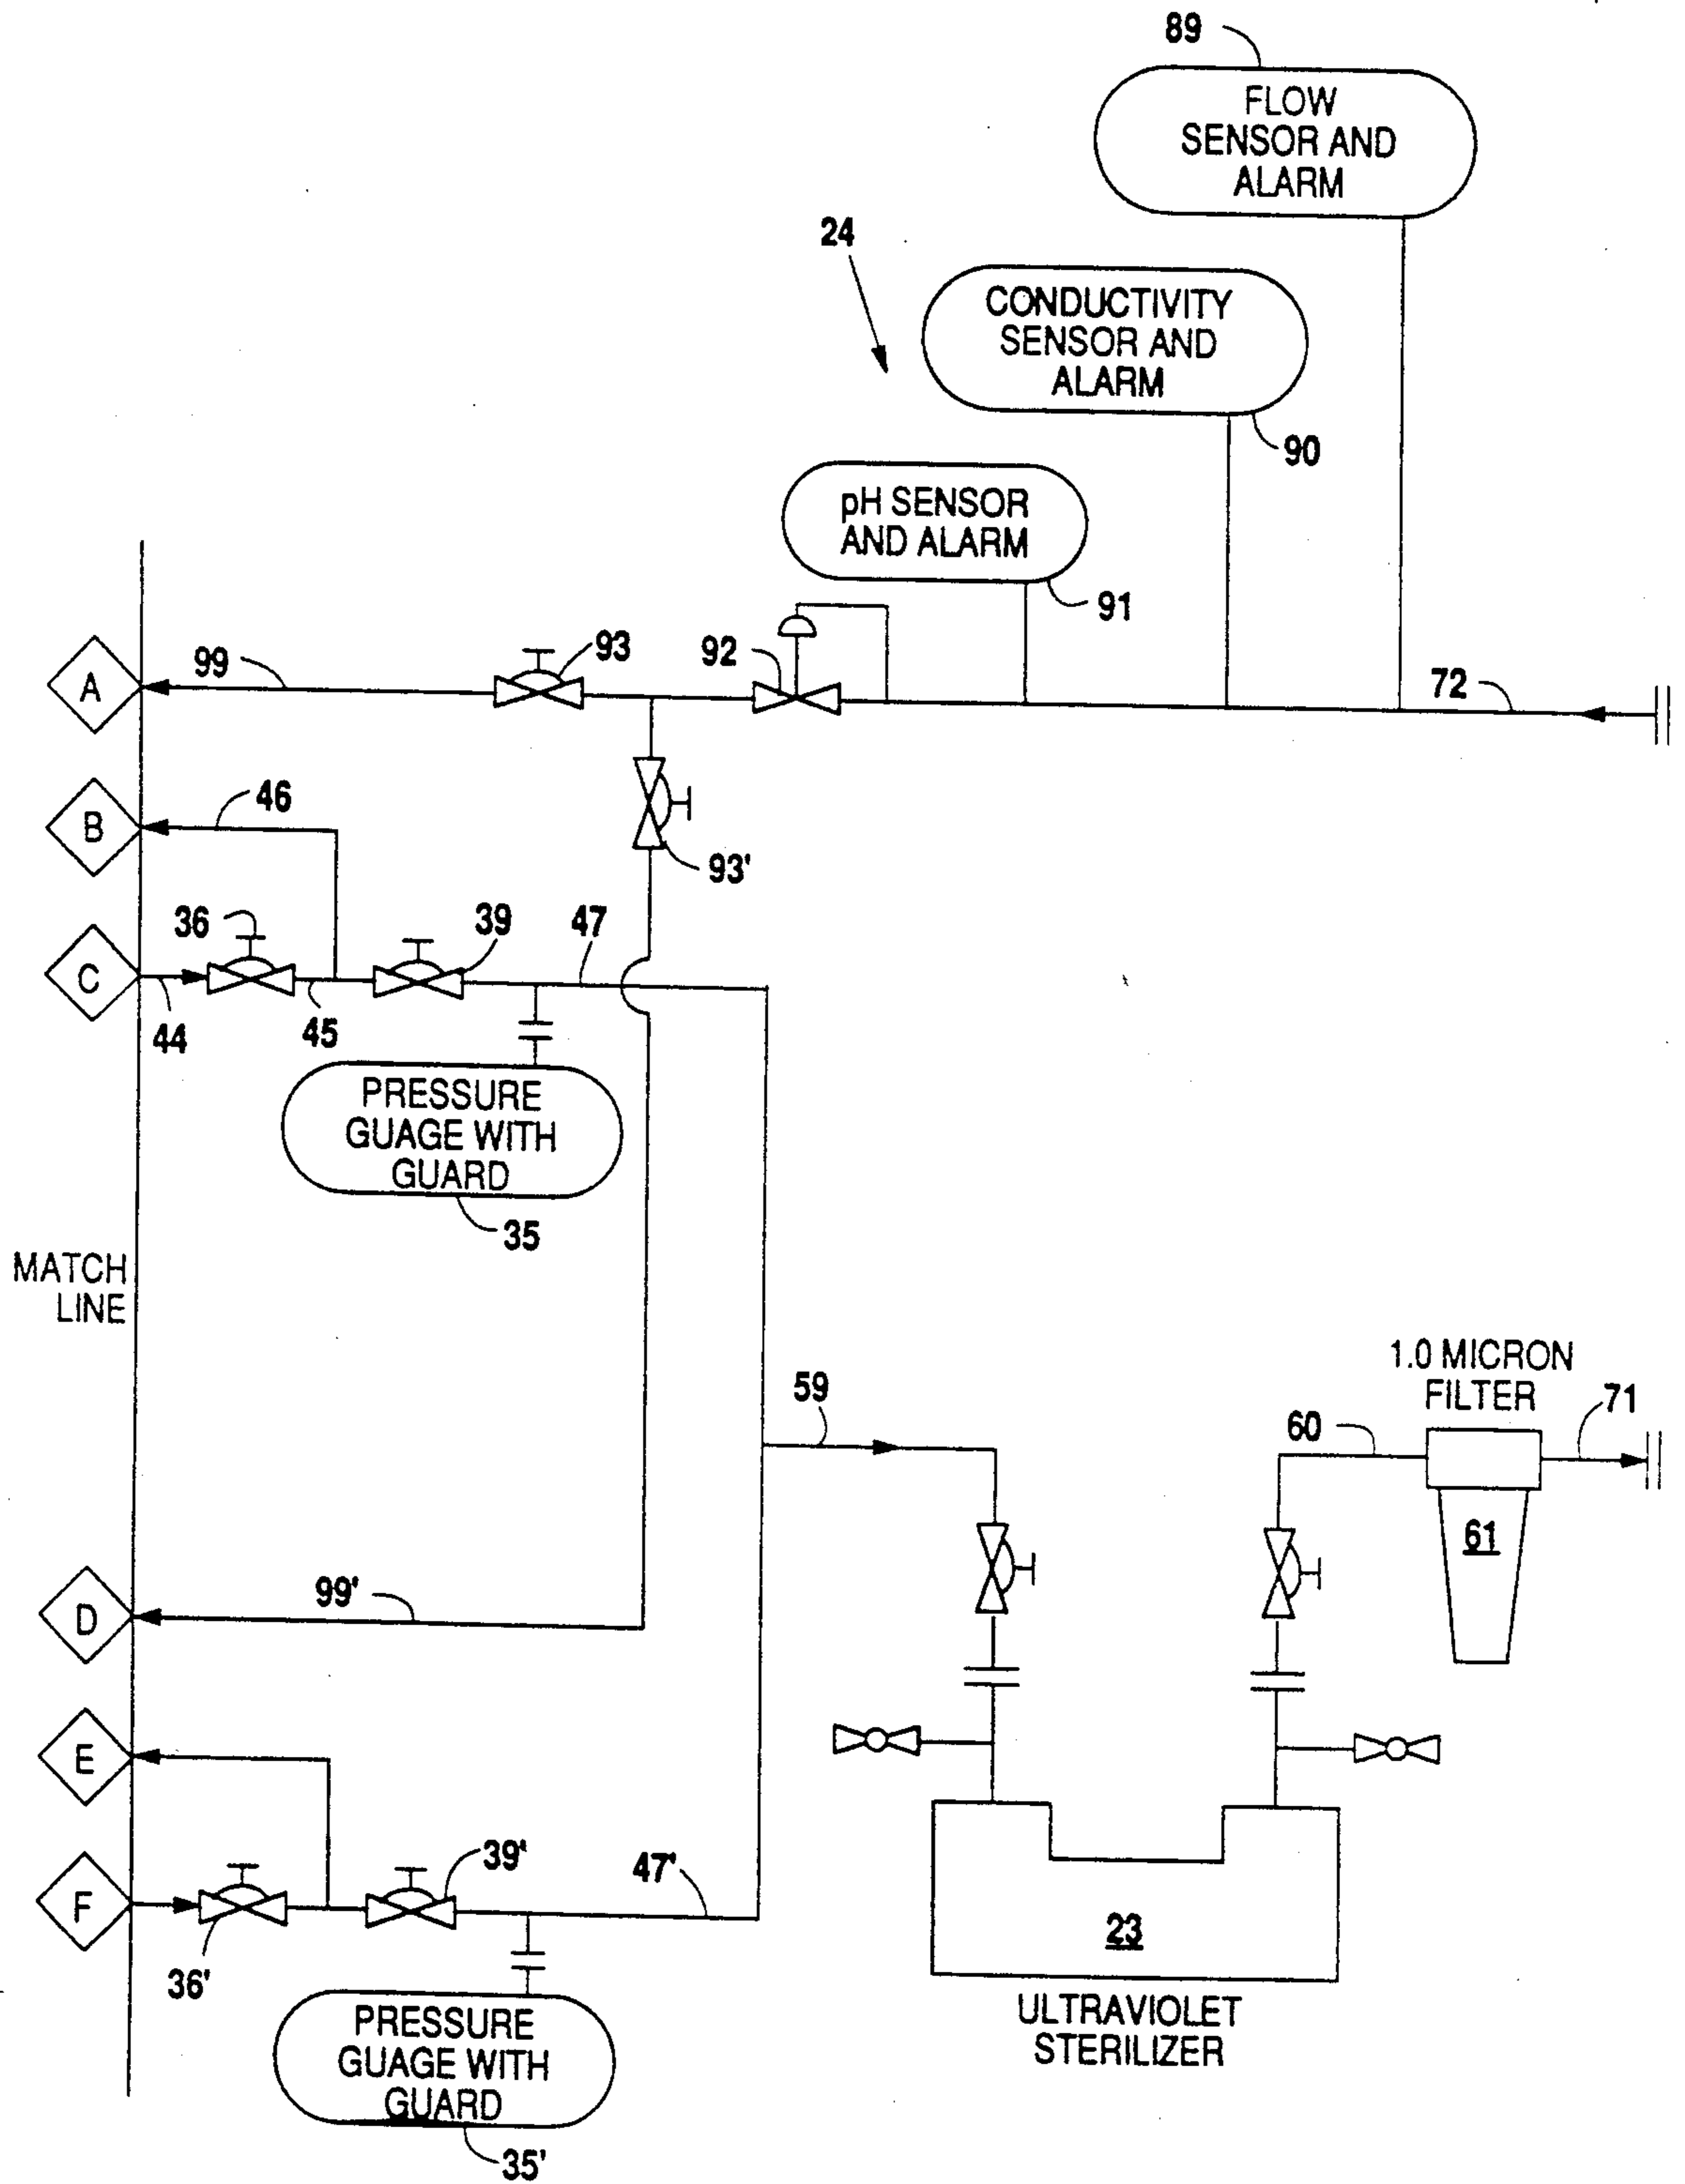 89
FLOW
SENSOR AND
ALARM
24
CONDUCTIVITY
SENSOR AND
ALARM
90
pH SENSOR
AND ALARM
91
A
99
93
92
72
B
46
93'
C
36
39
47
44
45
PRESSURE
GUAGE WITH
GUARD
35
MATCH
LINE
59
1.0 MICRON
FILTER
60
71
61
D
99'
E
F
36'
39'
47'
23
ULTRAVIOLET
STERILIZER
PRESSURE
GUAGE WITH
GUARD
35'